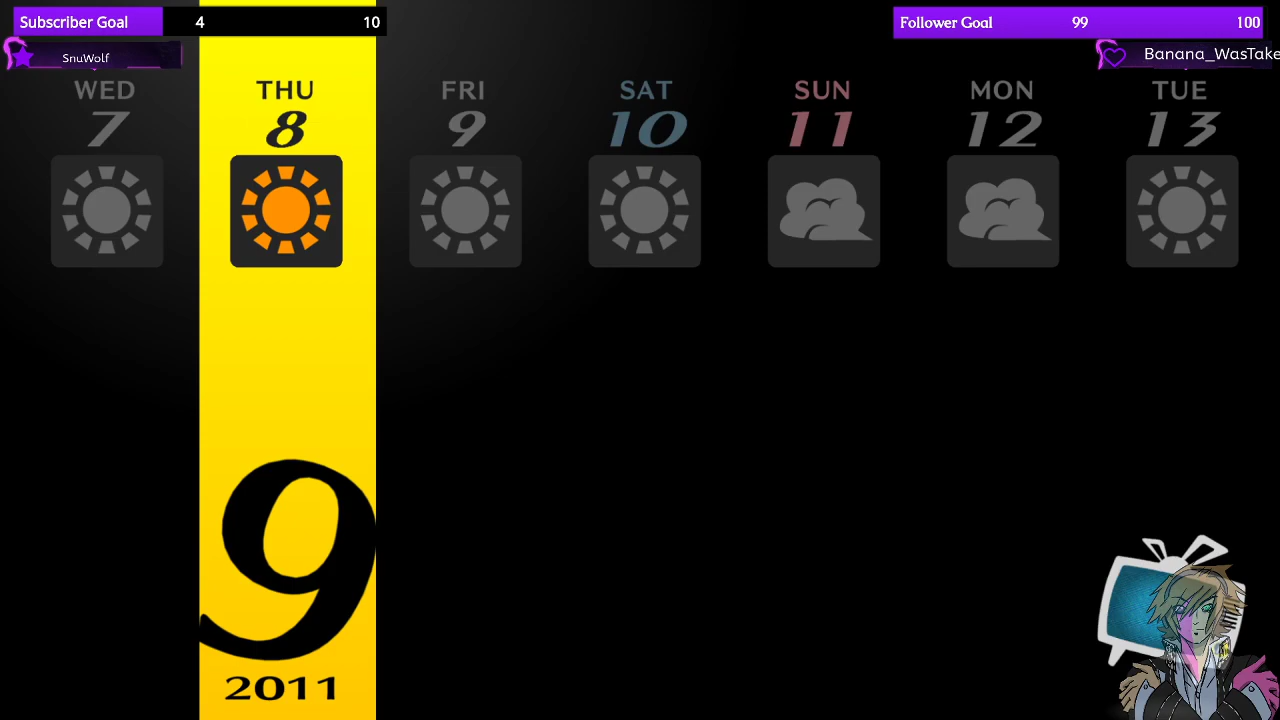 Subscriber Goal 4 10
Follower Goal 99 100
SnuWolf
Banana_WasTake
WED THU FRI SAT SUN MON TUE
7 8 9 10 11 12 13
9
2011